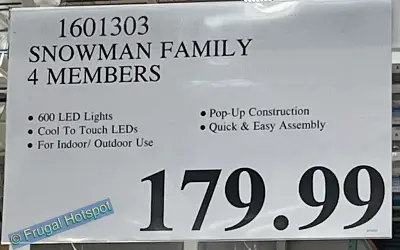 1601303
SNOWMAN FAMILY
4 MEMBERS
• 600 LED Lights
• Cool To Touch LEDs
• For Indoor/ Outdoor Use
• Pop-Up Construction
• Quick & Easy Assembly
179.99
© Frugal Hotspot